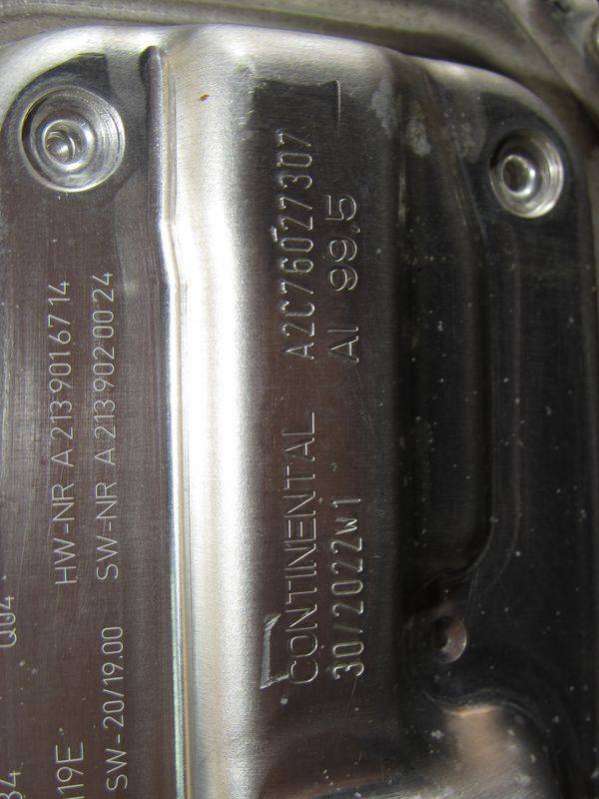 Q04
HW-NR A 213 901 67 14
SW-NR A 213 902 00 24
119E
SW-20/19.00
CONTINENTAL A2C76027307
30/2022W1 Al 99.5